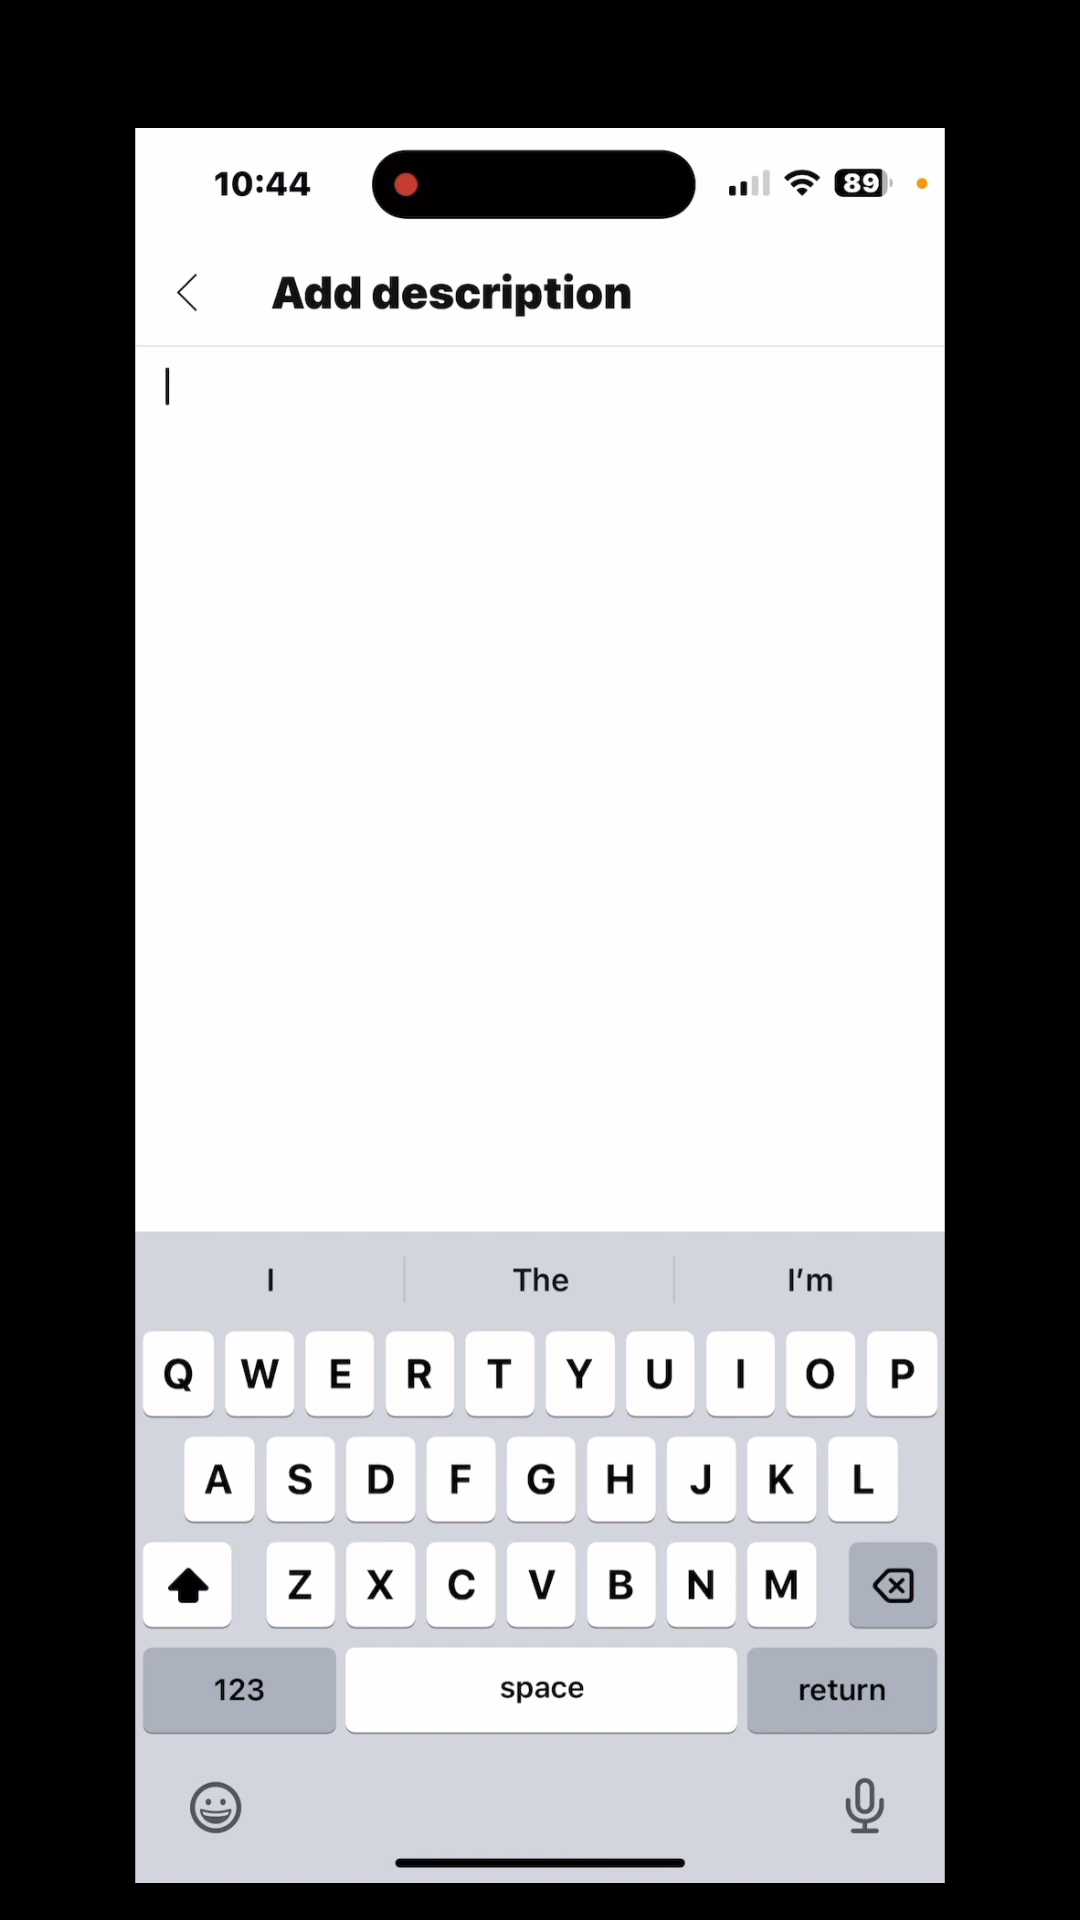 10:44 89
Add description
I The I'm
Q W E R T Y U I O P
A S D F G H J K L
Z X C V B N M
123 space return